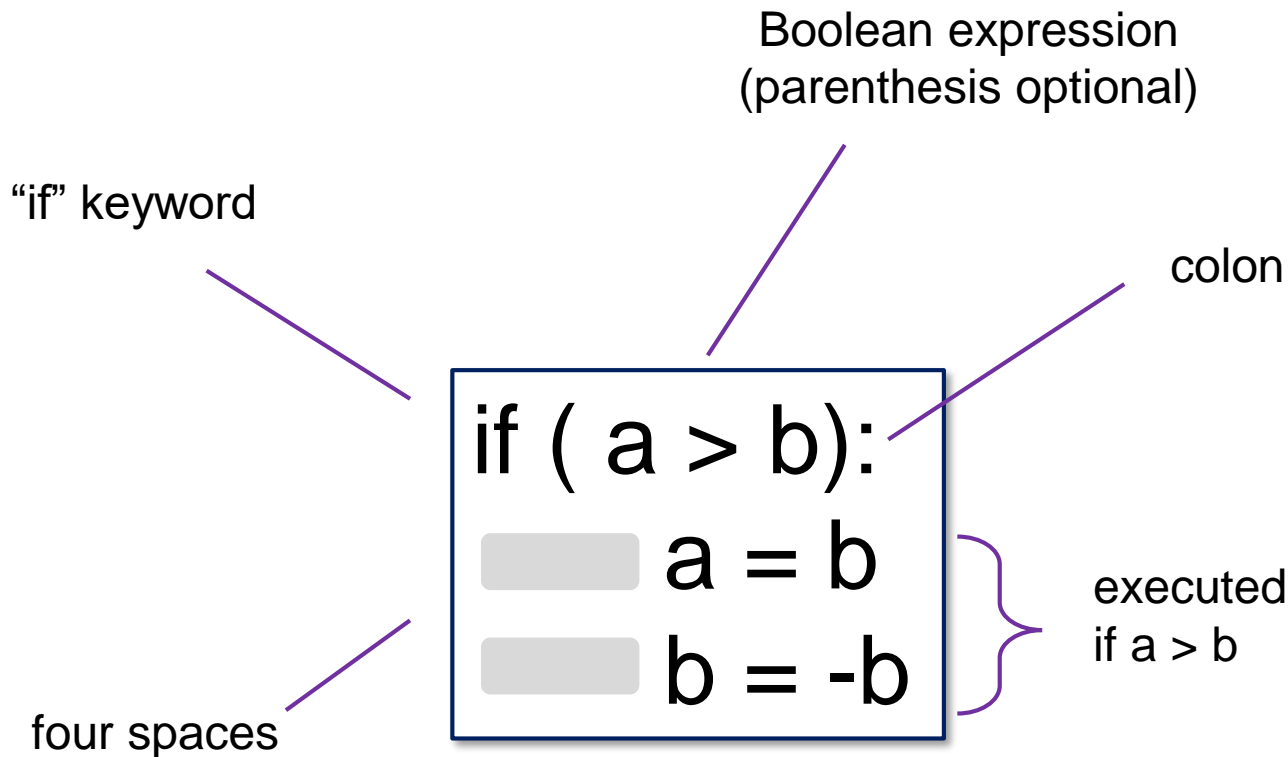 Boolean expression
(parenthesis optional)
“if” keyword
colon
if ( a > b):
a = b
b = -b
executed
if a > b
four spaces